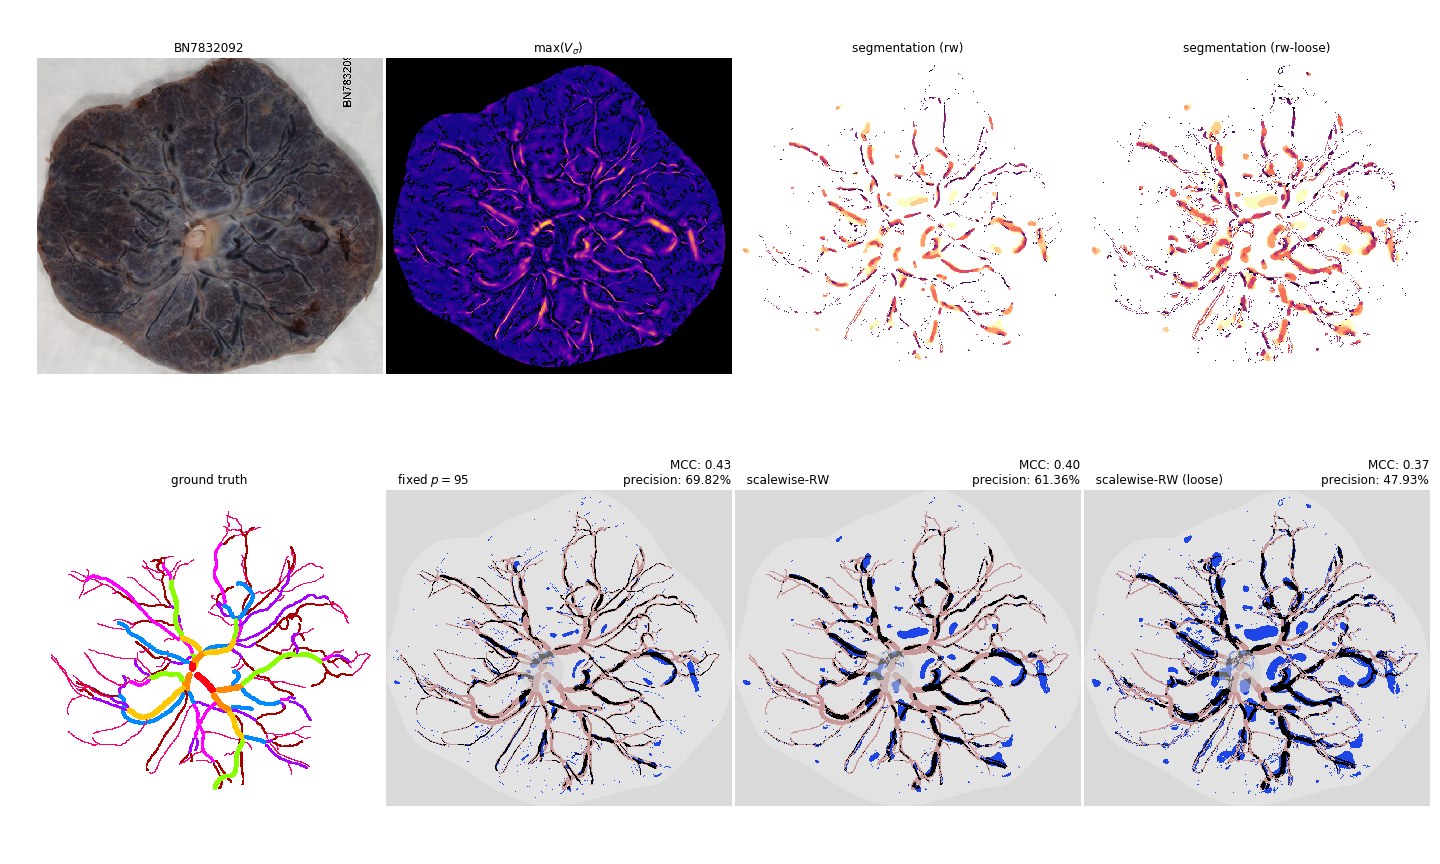 BN7832092
max(V_σ)
segmentation (rw)
segmentation (rw-loose)
ground truth
fixed p = 95
MCC: 0.43
precision: 69.82%
scalewise-RW
MCC: 0.40
precision: 61.36%
scalewise-RW (loose)
MCC: 0.37
precision: 47.93%